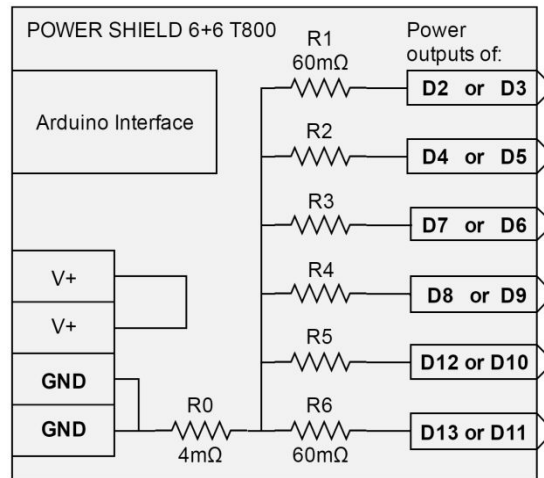 POWER SHIELD 6+6 T800
Arduino Interface
V+
V+
GND
GND
R0
4mΩ
R1
60mΩ
R2
R3
R4
R5
R6
60mΩ
Power
outputs of:
D2 or D3
D4 or D5
D7 or D6
D8 or D9
D12 or D10
D13 or D11